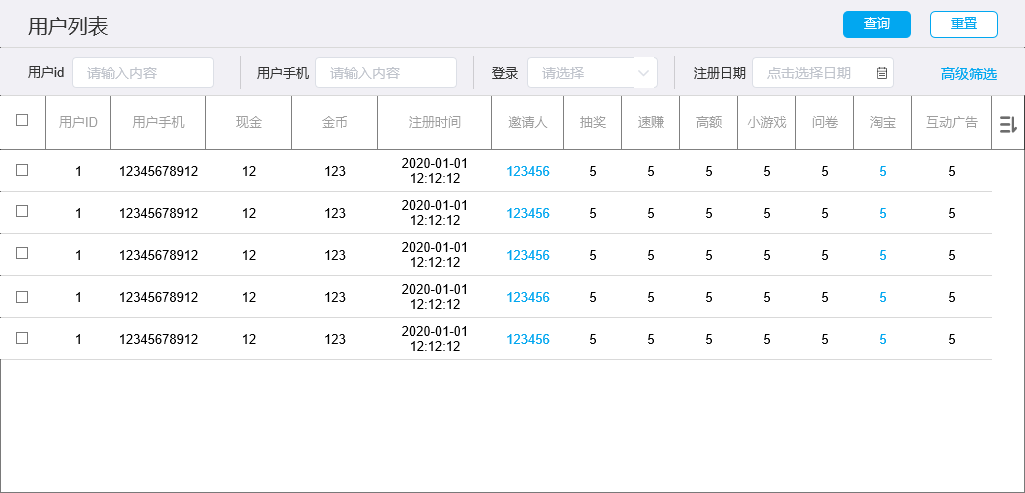 用户列表 查询 重置
用户id 请输入内容 用户手机 请输入内容 登录 请选择 注册日期 点击选择日期 高级筛选
用户ID 用户手机 现金 金币 注册时间 邀请人 抽奖 速赚 高额 小游戏 问卷 淘宝 互动广告
1 12345678912 12 123 2020-01-01 12:12:12 123456 5 5 5 5 5 5 5
1 12345678912 12 123 2020-01-01 12:12:12 123456 5 5 5 5 5 5 5
1 12345678912 12 123 2020-01-01 12:12:12 123456 5 5 5 5 5 5 5
1 12345678912 12 123 2020-01-01 12:12:12 123456 5 5 5 5 5 5 5
1 12345678912 12 123 2020-01-01 12:12:12 123456 5 5 5 5 5 5 5